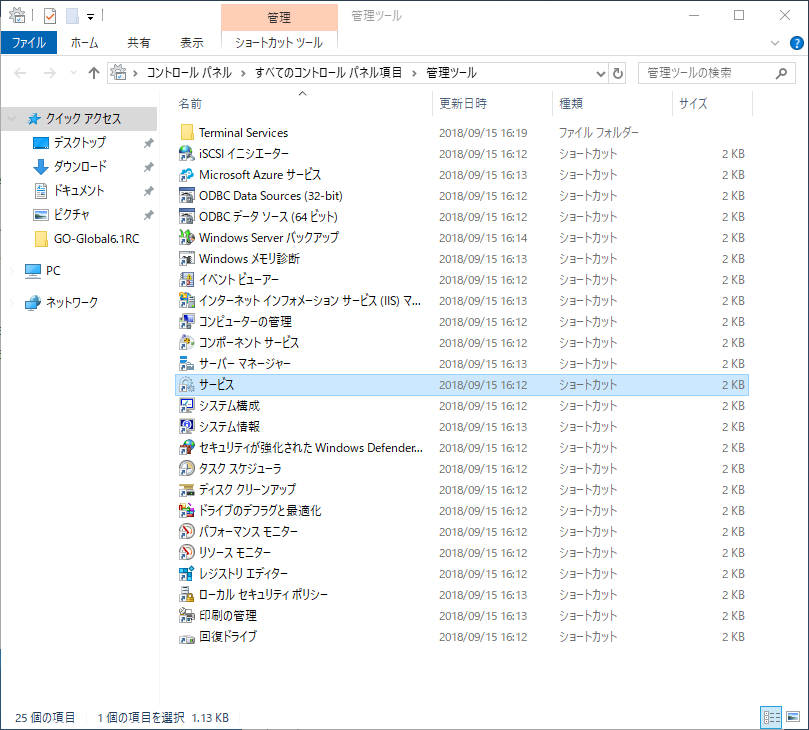 管理 管理ツール
ファイル ホーム 共有 表示 ショートカット ツール
コントロール パネル › すべてのコントロール パネル項目 › 管理ツール 管理ツールの検索
名前 更新日時 種類 サイズ
クイック アクセス
デスクトップ
ダウンロード
ドキュメント
ピクチャ
GO-Global6.1RC
PC
ネットワーク
Terminal Services 2018/09/15 16:19 ファイル フォルダー
iSCSI イニシエーター 2018/09/15 16:12 ショートカット 2 KB
Microsoft Azure サービス 2018/09/15 16:13 ショートカット 2 KB
ODBC Data Sources (32-bit) 2018/09/15 16:12 ショートカット 2 KB
ODBC データ ソース (64 ビット) 2018/09/15 16:12 ショートカット 2 KB
Windows Server バックアップ 2018/09/15 16:14 ショートカット 2 KB
Windows メモリ診断 2018/09/15 16:13 ショートカット 2 KB
イベント ビューアー 2018/09/15 16:12 ショートカット 2 KB
インターネット インフォメーション サービス (IIS) マ... 2018/09/15 16:13 ショートカット 2 KB
コンピューターの管理 2018/09/15 16:12 ショートカット 2 KB
コンポーネント サービス 2018/09/15 16:12 ショートカット 2 KB
サーバー マネージャー 2018/09/15 16:13 ショートカット 2 KB
サービス 2018/09/15 16:12 ショートカット 2 KB
システム構成 2018/09/15 16:12 ショートカット 2 KB
システム情報 2018/09/15 16:13 ショートカット 2 KB
セキュリティが強化された Windows Defender... 2018/09/15 16:12 ショートカット 2 KB
タスク スケジューラ 2018/09/15 16:12 ショートカット 2 KB
ディスク クリーンアップ 2018/09/15 16:12 ショートカット 2 KB
ドライブのデフラグと最適化 2018/09/15 16:12 ショートカット 2 KB
パフォーマンス モニター 2018/09/15 16:12 ショートカット 2 KB
リソース モニター 2018/09/15 16:12 ショートカット 2 KB
レジストリ エディター 2018/09/15 16:12 ショートカット 2 KB
ローカル セキュリティ ポリシー 2018/09/15 16:13 ショートカット 2 KB
印刷の管理 2018/09/15 16:13 ショートカット 2 KB
回復ドライブ 2018/09/15 16:12 ショートカット 2 KB
25 個の項目 1 個の項目を選択 1.13 KB